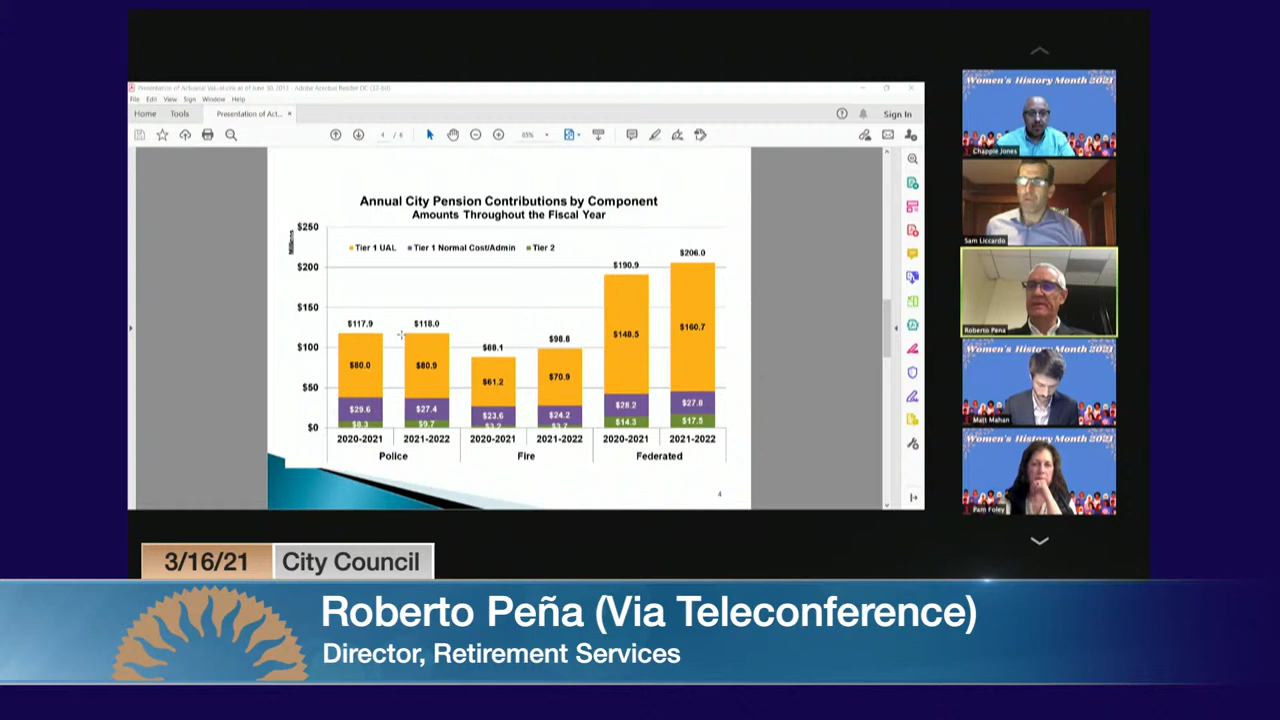 Presentation of Actuarial Valuations as of June 30, 2013 - Adobe Acrobat Reader DC (32-bit)
File Edit View Sign Window Help
Home Tools Presentation of Act... × Sign In
4 / 6 65%
Annual City Pension Contributions by Component
Amounts Throughout the Fiscal Year
Millions
$250
$200
$150
$100
$50
$0
Tier 1 UAL Tier 1 Normal Cost/Admin Tier 2
$117.9 $118.0 $88.1 $98.8 $190.9 $206.0
$80.0 $80.9 $61.2 $70.9 $148.5 $160.7
$29.6 $27.4 $23.6 $24.2 $28.2 $27.8
$8.3 $9.7 $3.2 $3.7 $14.3 $17.5
2020-2021 2021-2022 2020-2021 2021-2022 2020-2021 2021-2022
Police Fire Federated
4
Women's History Month 2021
Chappie Jones
Sam Liccardo
Roberto Pena
Women's History Month 2021
Matt Mahan
Women's History Month 2021
Pam Foley
3/16/21 City Council
Roberto Peña (Via Teleconference)
Director, Retirement Services